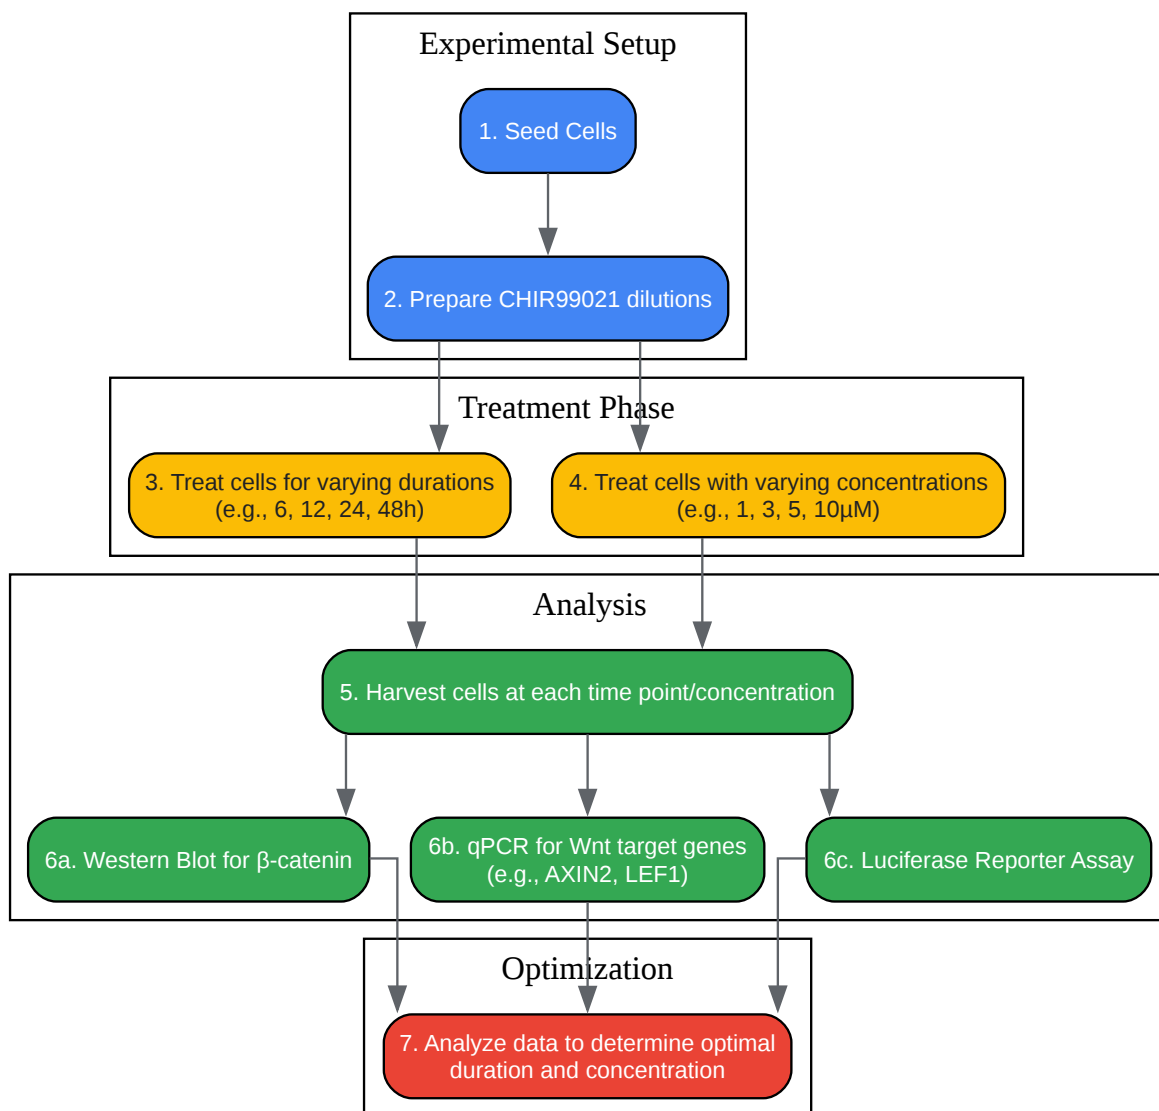 Experimental Setup
1. Seed Cells
2. Prepare CHIR99021 dilutions
Treatment Phase
3. Treat cells for varying durations
(e.g., 6, 12, 24, 48h)
4. Treat cells with varying concentrations
(e.g., 1, 3, 5, 10µM)
Analysis
5. Harvest cells at each time point/concentration
6a. Western Blot for β-catenin
6b. qPCR for Wnt target genes
(e.g., AXIN2, LEF1)
6c. Luciferase Reporter Assay
Optimization
7. Analyze data to determine optimal
duration and concentration